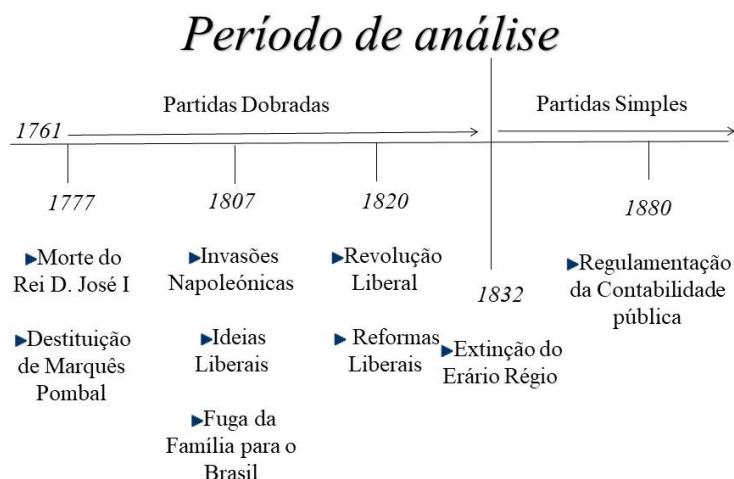 Período de análise
Partidas Dobradas
Partidas Simples
1761
1777
1807
1820
1832
1880
►Morte do
Rei D. José I
►Destituição
de Marquês
Pombal
►Invasões
Napoleónicas
►Ideias
Liberais
►Fuga da
Família para o
Brasil
►Revolução
Liberal
► Reformas
Liberais
►Extinção do
Erário Régio
►Regulamentação
da Contabilidade
pública